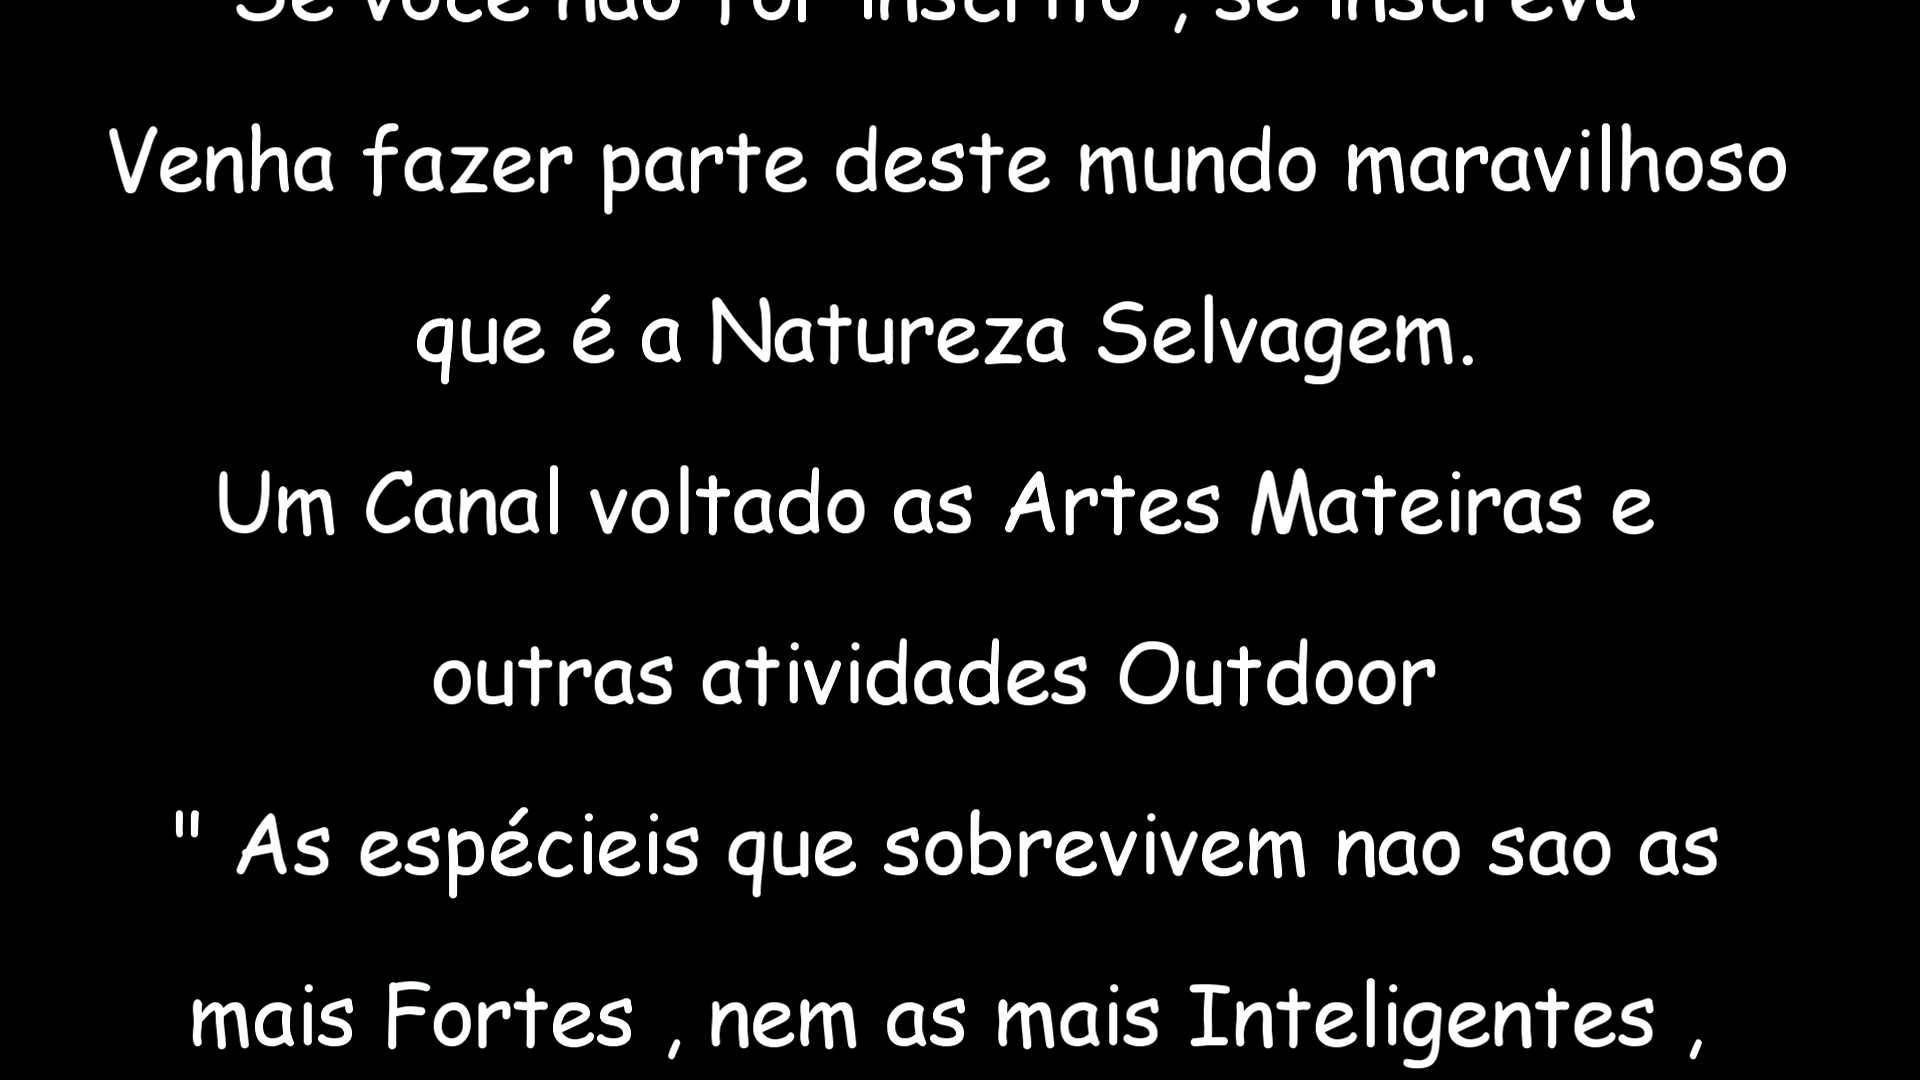 Se você não for inscrito , se inscreva
Venha fazer parte deste mundo maravilhoso
que é a Natureza Selvagem.
Um Canal voltado as Artes Mateiras e
outras atividades Outdoor
" As espécieis que sobrevivem nao sao as
mais Fortes , nem as mais Inteligentes ,